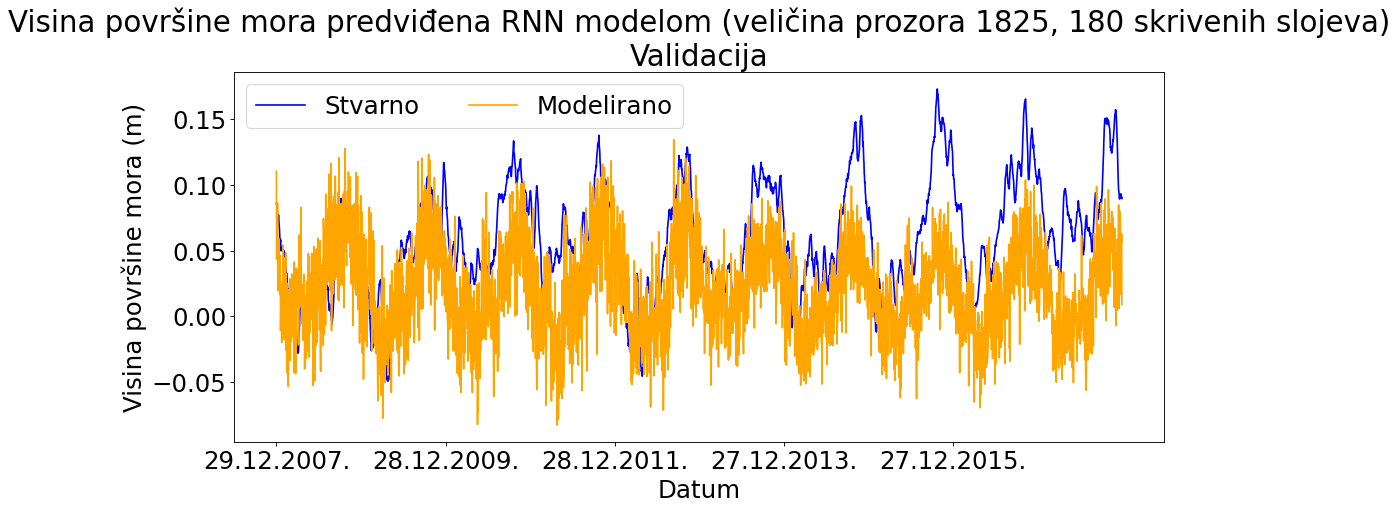 Visina površine mora predviđena RNN modelom (veličina prozora 1825, 180 skrivenih slojeva)
Validacija
Stvarno Modelirano
Visina površine mora (m)
0.15
0.10
0.05
0.00
−0.05
29.12.2007. 28.12.2009. 28.12.2011. 27.12.2013. 27.12.2015.
Datum